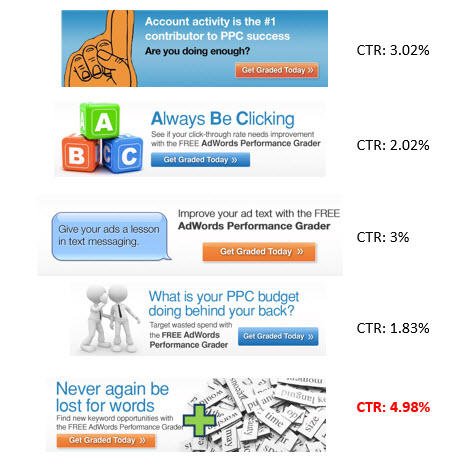 Account activity is the #1
contributor to PPC success
Are you doing enough?
Get Graded Today »
CTR: 3.02%
A
B
C
Always Be Clicking
See if your click-through rate needs improvement
with the FREE AdWords Performance Grader
Get Graded Today »
CTR: 2.02%
Give your ads a lesson
in text messaging.
Improve your ad text with the FREE
AdWords Performance Grader
Get Graded Today »
CTR: 3%
What is your PPC budget
doing behind your back?
Target wasted spend with
the FREE AdWords
Performance Grader
Get Graded Today »
CTR: 1.83%
Never again be
lost for words
Find new keyword opportunities with
the FREE AdWords Performance Grader
Get Graded Today »
may
CTR: 4.98%